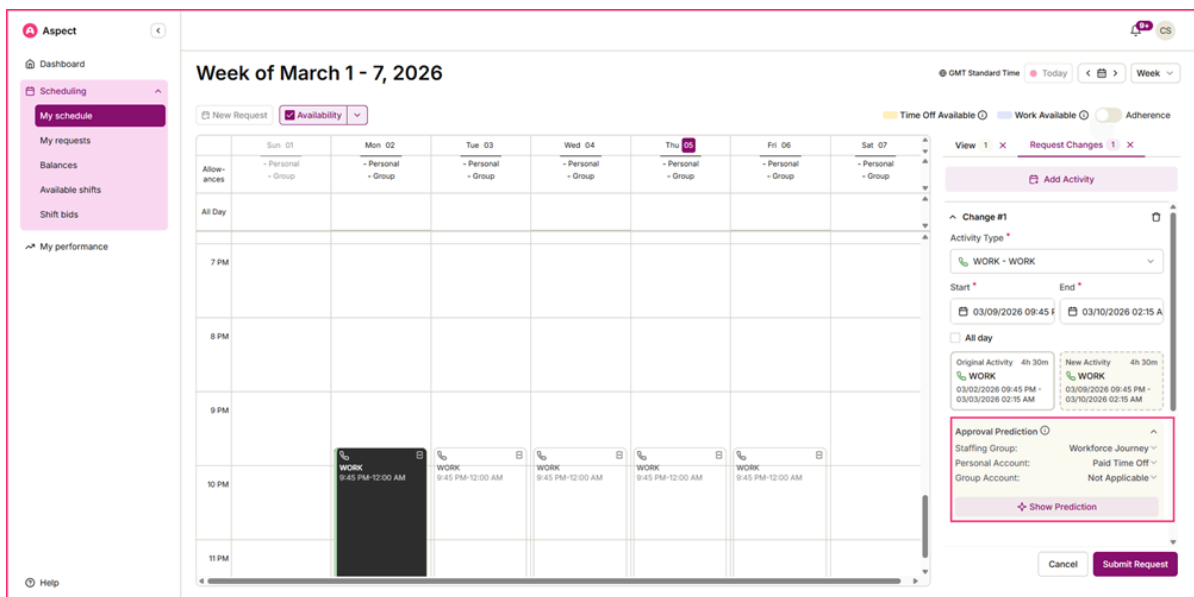 Aspect
Dashboard
Scheduling
My schedule
My requests
Balances
Available shifts
Shift bids
My performance
Help
9+
CS
Week of March 1 - 7, 2026
GMT Standard Time
Today
Week
New Request
Availability
Time Off Available
Work Available
Adherence
Sun 01 Mon 02 Tue 03 Wed 04 Thu 05 Fri 06 Sat 07
Allow-
ances
- Personal - Personal - Personal - Personal - Personal - Personal - Personal
- Group - Group - Group - Group - Group - Group - Group
All Day
7 PM
8 PM
9 PM
10 PM
11 PM
WORK WORK WORK WORK WORK
9:45 PM-12:00 AM 9:45 PM-12:00 AM 9:45 PM-12:00 AM 9:45 PM-12:00 AM 9:45 PM-12:00 AM
View 1
Request Changes 1
Add Activity
Change #1
Activity Type *
WORK - WORK
Start * End *
03/09/2026 09:45 03/10/2026 02:15 A
All day
Original Activity 4h 30m
WORK
03/02/2026 09:45 PM -
03/03/2026 02:15 AM
New Activity 4h 30m
WORK
03/09/2026 09:45 PM -
03/10/2026 02:15 AM
Approval Prediction
Staffing Group: Workforce Journey
Personal Account: Paid Time Off
Group Account: Not Applicable
Show Prediction
Cancel
Submit Request